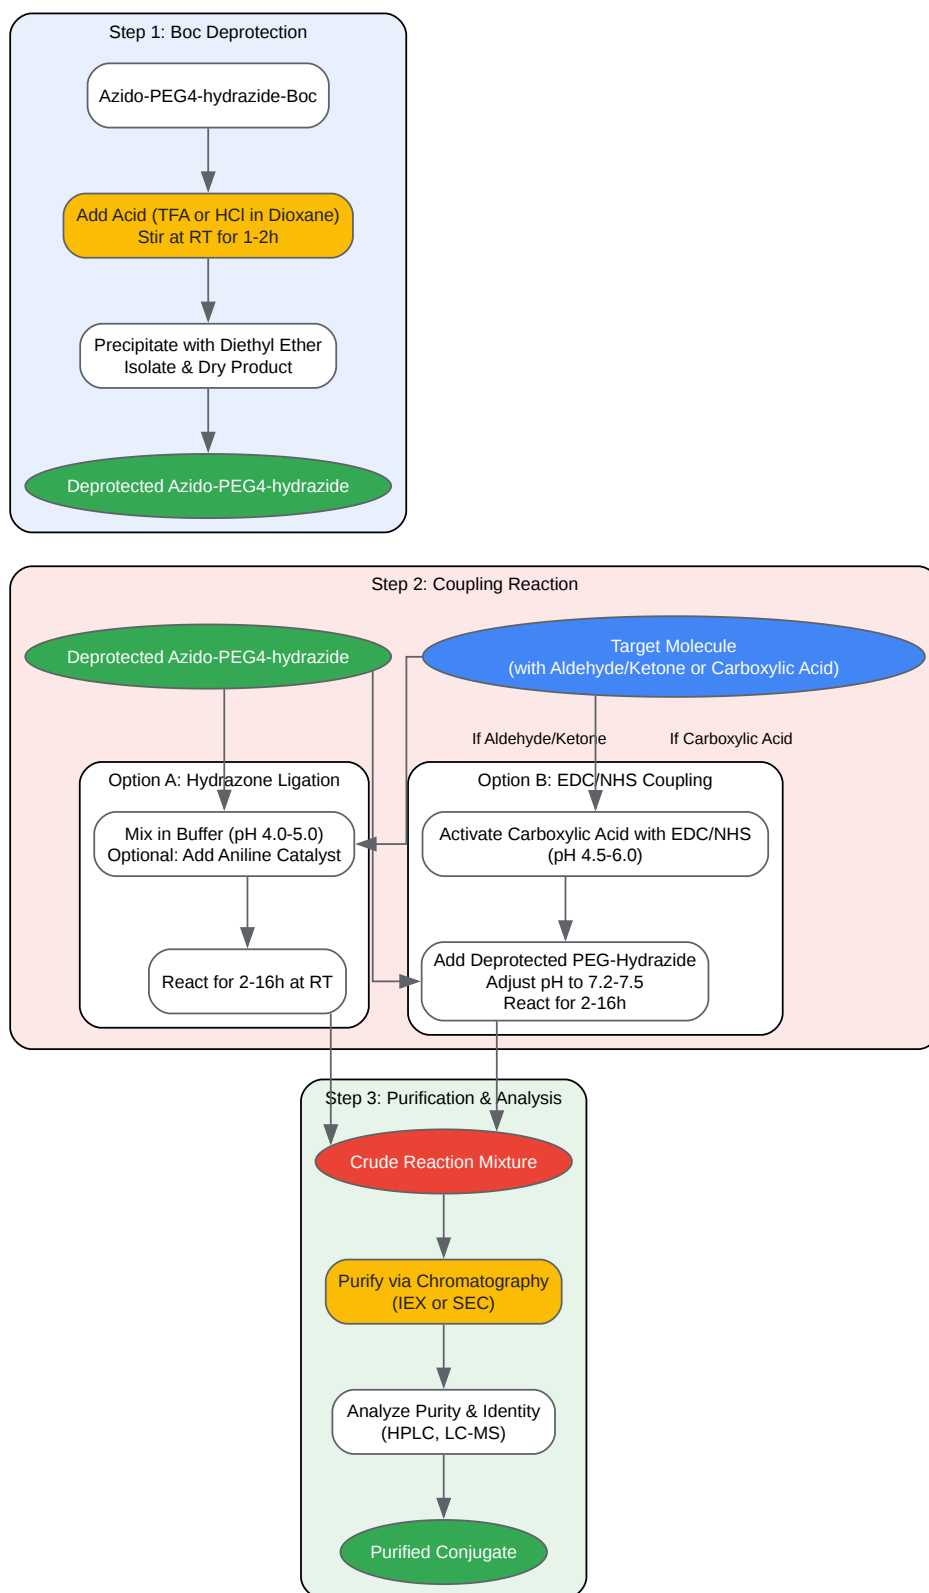 Step 1: Boc Deprotection
Azido-PEG4-hydrazide-Boc
Add Acid (TFA or HCl in Dioxane)
Stir at RT for 1-2h
Precipitate with Diethyl Ether
Isolate & Dry Product
Deprotected Azido-PEG4-hydrazide
Step 2: Coupling Reaction
Deprotected Azido-PEG4-hydrazide
Target Molecule
(with Aldehyde/Ketone or Carboxylic Acid)
If Aldehyde/Ketone
If Carboxylic Acid
Option A: Hydrazone Ligation
Mix in Buffer (pH 4.0-5.0)
Optional: Add Aniline Catalyst
React for 2-16h at RT
Option B: EDC/NHS Coupling
Activate Carboxylic Acid with EDC/NHS
(pH 4.5-6.0)
Add Deprotected PEG-Hydrazide
Adjust pH to 7.2-7.5
React for 2-16h
Step 3: Purification & Analysis
Crude Reaction Mixture
Purify via Chromatography
(IEX or SEC)
Analyze Purity & Identity
(HPLC, LC-MS)
Purified Conjugate